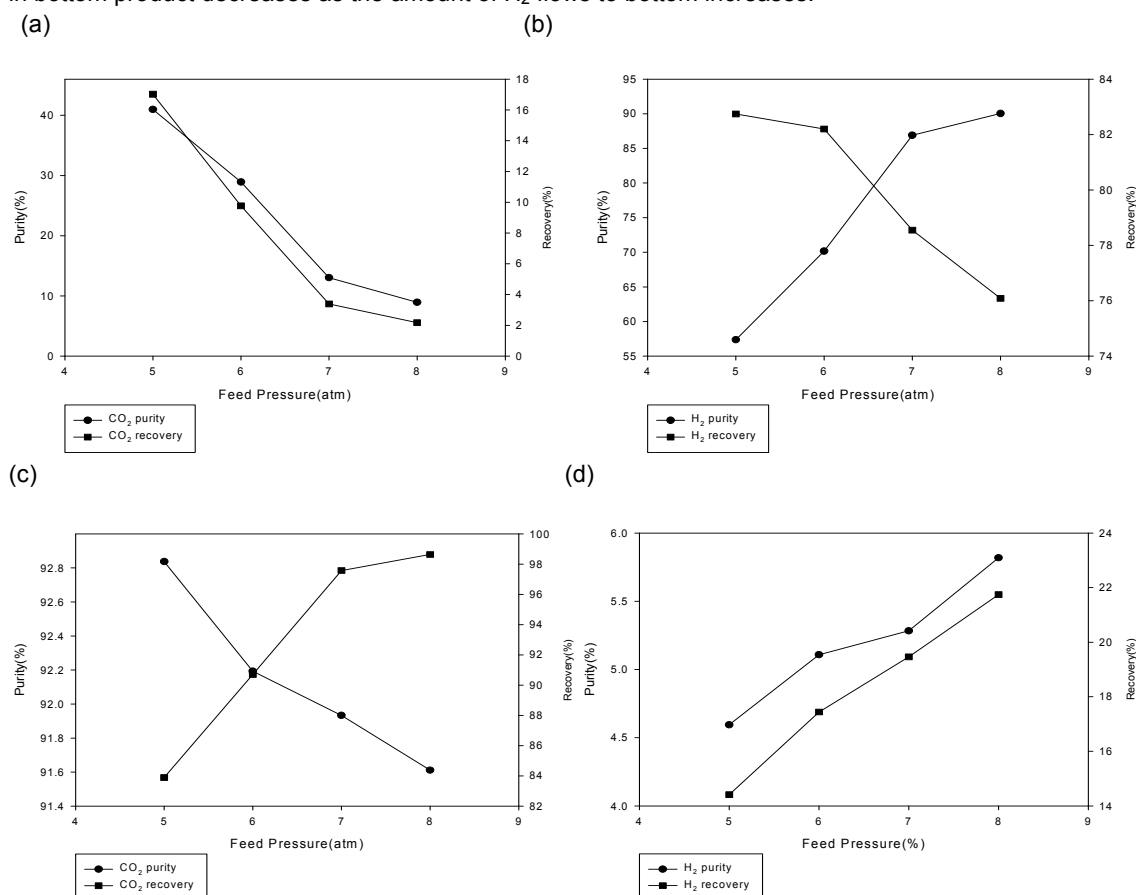 in bottom product decreases as the amount of H₂ flows to bottom increases.
(a)
(b)
Purity(%)
40
30
20
10
0
18
16
14
12
10
8
6
4
2
0
Recovery(%)
4 5 6 7 8 9
Feed Pressure(atm)
CO₂ purity
CO₂ recovery
Purity(%)
95
90
85
80
75
70
65
60
55
84
82
80
78
76
74
Recovery(%)
4 5 6 7 8 9
Feed Pressure(atm)
H₂ purity
H₂ recovery
(c)
(d)
Purity(%)
92.8
92.6
92.4
92.2
92.0
91.8
91.6
91.4
100
98
96
94
92
90
88
86
84
82
Recovery(%)
4 5 6 7 8 9
Feed Pressure(atm)
CO₂ purity
CO₂ recovery
Purity(%)
6.0
5.5
5.0
4.5
4.0
24
22
20
18
16
14
Recovery(%)
4 5 6 7 8 9
Feed Pressure(%)
H₂ purity
H₂ recovery